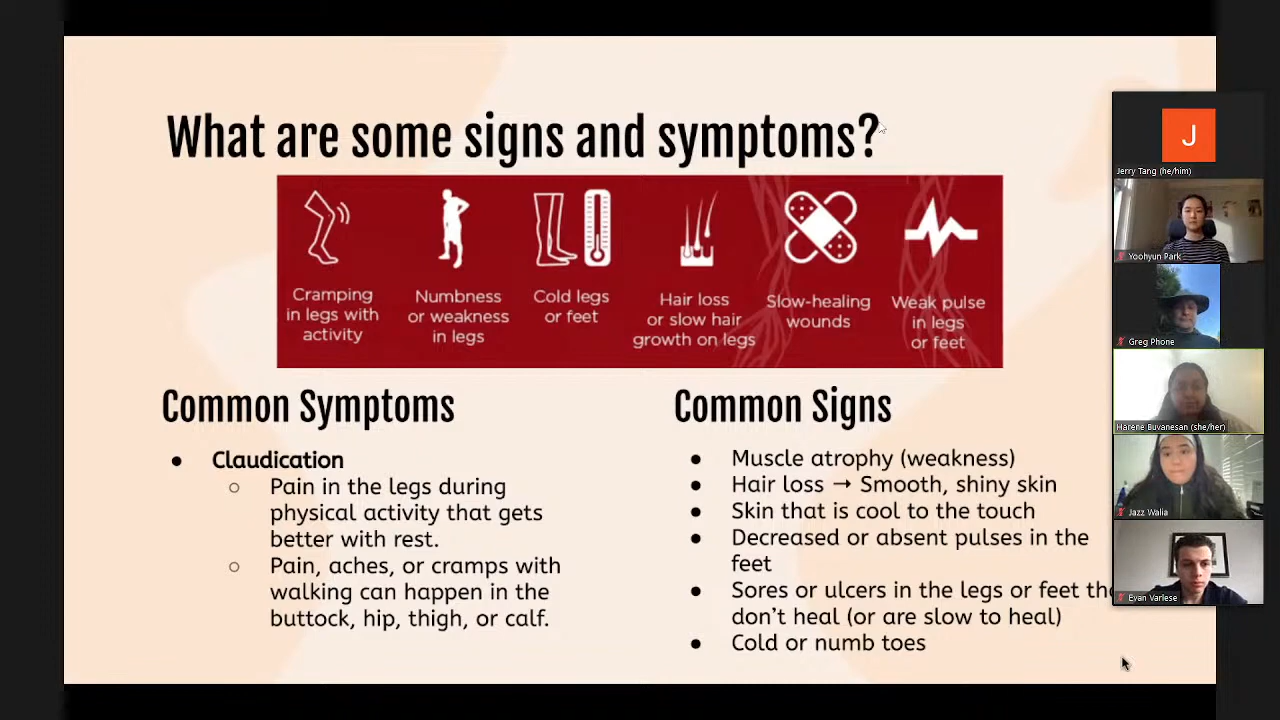 What are some signs and symptoms?
Cramping
in legs with
activity
Numbness
or weakness
in legs
Cold legs
or feet
Hair loss
or slow hair
growth on legs
Slow-healing
wounds
Weak pulse
in legs
or feet
Common Symptoms
● Claudication
○ Pain in the legs during
physical activity that gets
better with rest.
○ Pain, aches, or cramps with
walking can happen in the
buttock, hip, thigh, or calf.
Common Signs
● Muscle atrophy (weakness)
● Hair loss → Smooth, shiny skin
● Skin that is cool to the touch
● Decreased or absent pulses in the
feet
● Sores or ulcers in the legs or feet
don't heal (or are slow to heal)
● Cold or numb toes
J
Jerry Tang (he/him)
Yoohyun Park
Greg Phone
Harene Buvanesan (she/her)
Jazz Walia
Evan Varlese